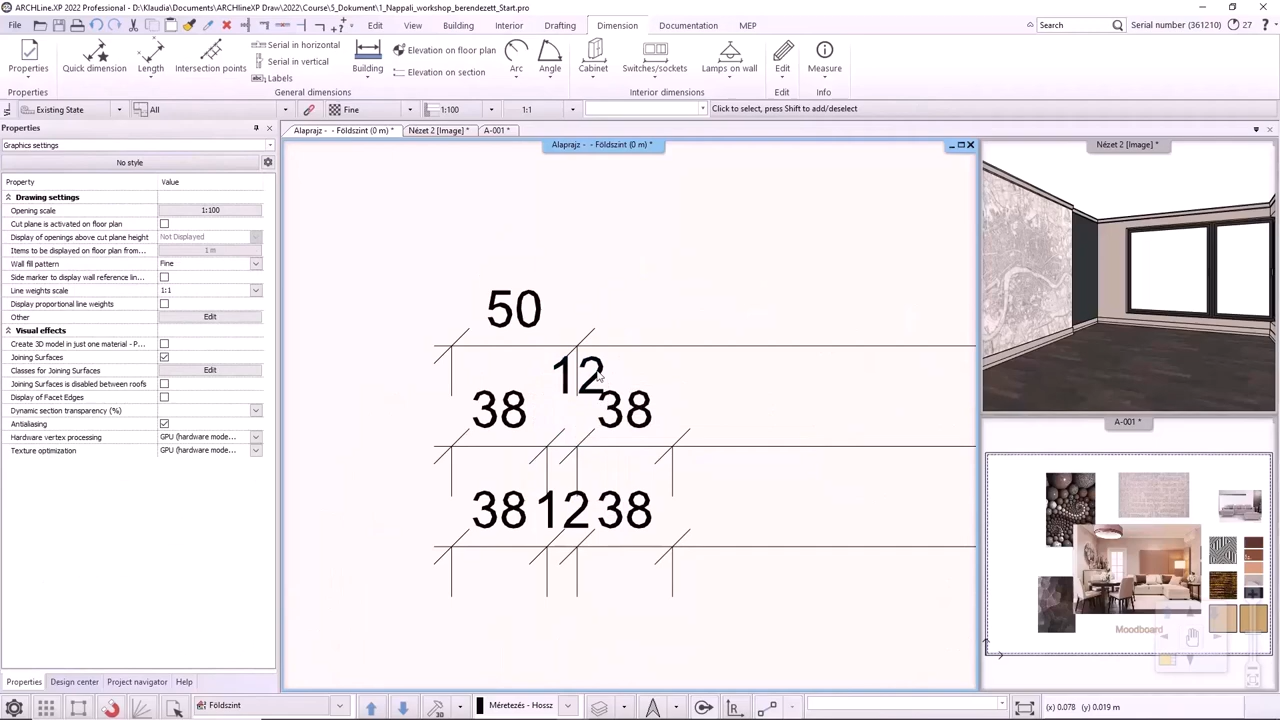 ARCHLine.XP 2022 Professional - D:\Klaudia\Documents\ARCHlineXP Draw\2022\Course\5_Dokument\1_Nappali_workshop_berendezett_Start.pro
File
Edit
View
Building
Interior
Drafting
Dimension
Documentation
MEP
Search
Serial number (361210)
27
Properties
Quick dimension
Length
Intersection points
Serial in horizontal
Serial in vertical
Labels
Building
Elevation on floor plan
Elevation on section
Arc
Angle
Cabinet
Switches/sockets
Lamps on wall
Edit
Measure
Properties
General dimensions
Interior dimensions
Edit
Info
Existing State
All
Fine
1:100
1:1
Click to select, press Shift to add/deselect
Properties
Graphics settings
No style
Property Value
Drawing settings
Opening scale 1:100
Cut plane is activated on floor plan
Display of openings above cut plane height Not Displayed
Items to be displayed on floor plan from... 1 m
Wall fill pattern Fine
Side marker to display wall reference lin...
Line weights scale 1:1
Display proportional line weights
Other Edit
Visual effects
Create 3D model in just one material - P...
Joining Surfaces
Classes for Joining Surfaces Edit
Joining Surfaces is disabled between roofs
Display of Facet Edges
Dynamic section transparency (%)
Antialiasing
Hardware vertex processing GPU (hardware mode...
Texture optimization GPU (hardware mode...
Properties
Design center
Project navigator
Help
Alaprajz - - Földszint (0 m) *
Nézet 2 [Image] *
A-001 *
Alaprajz - - Földszint (0 m) *
50
12
38 38
38 12 38
Nézet 2 [Image] *
A-001 *
Moodboard
Földszint
Méretezés - Hossz
(x) 0.078 (y) 0.019 m